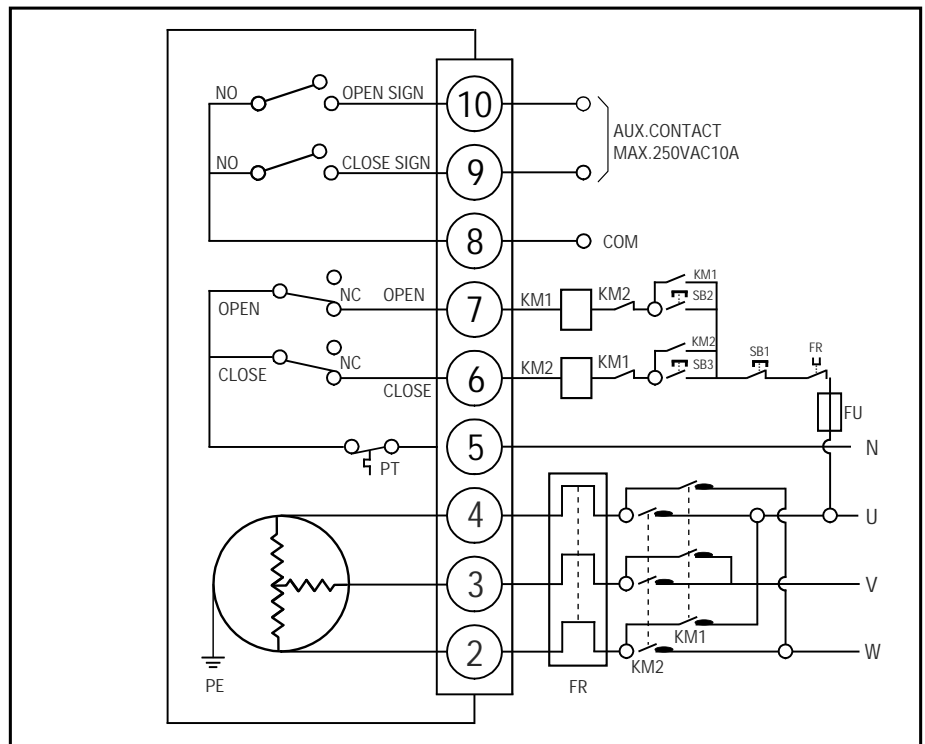 NO OPEN SIGN 10
AUX.CONTACT
MAX.250VAC10A
NO CLOSE SIGN 9
8 COM
KM1
OPEN NC OPEN 7 KM1 KM2 SB2
KM2
CLOSE NC CLOSE 6 KM2 KM1 SB3 SB1 FR
FU
PT 5 N
4 U
3 V
KM1
2 KM2 W
PE FR